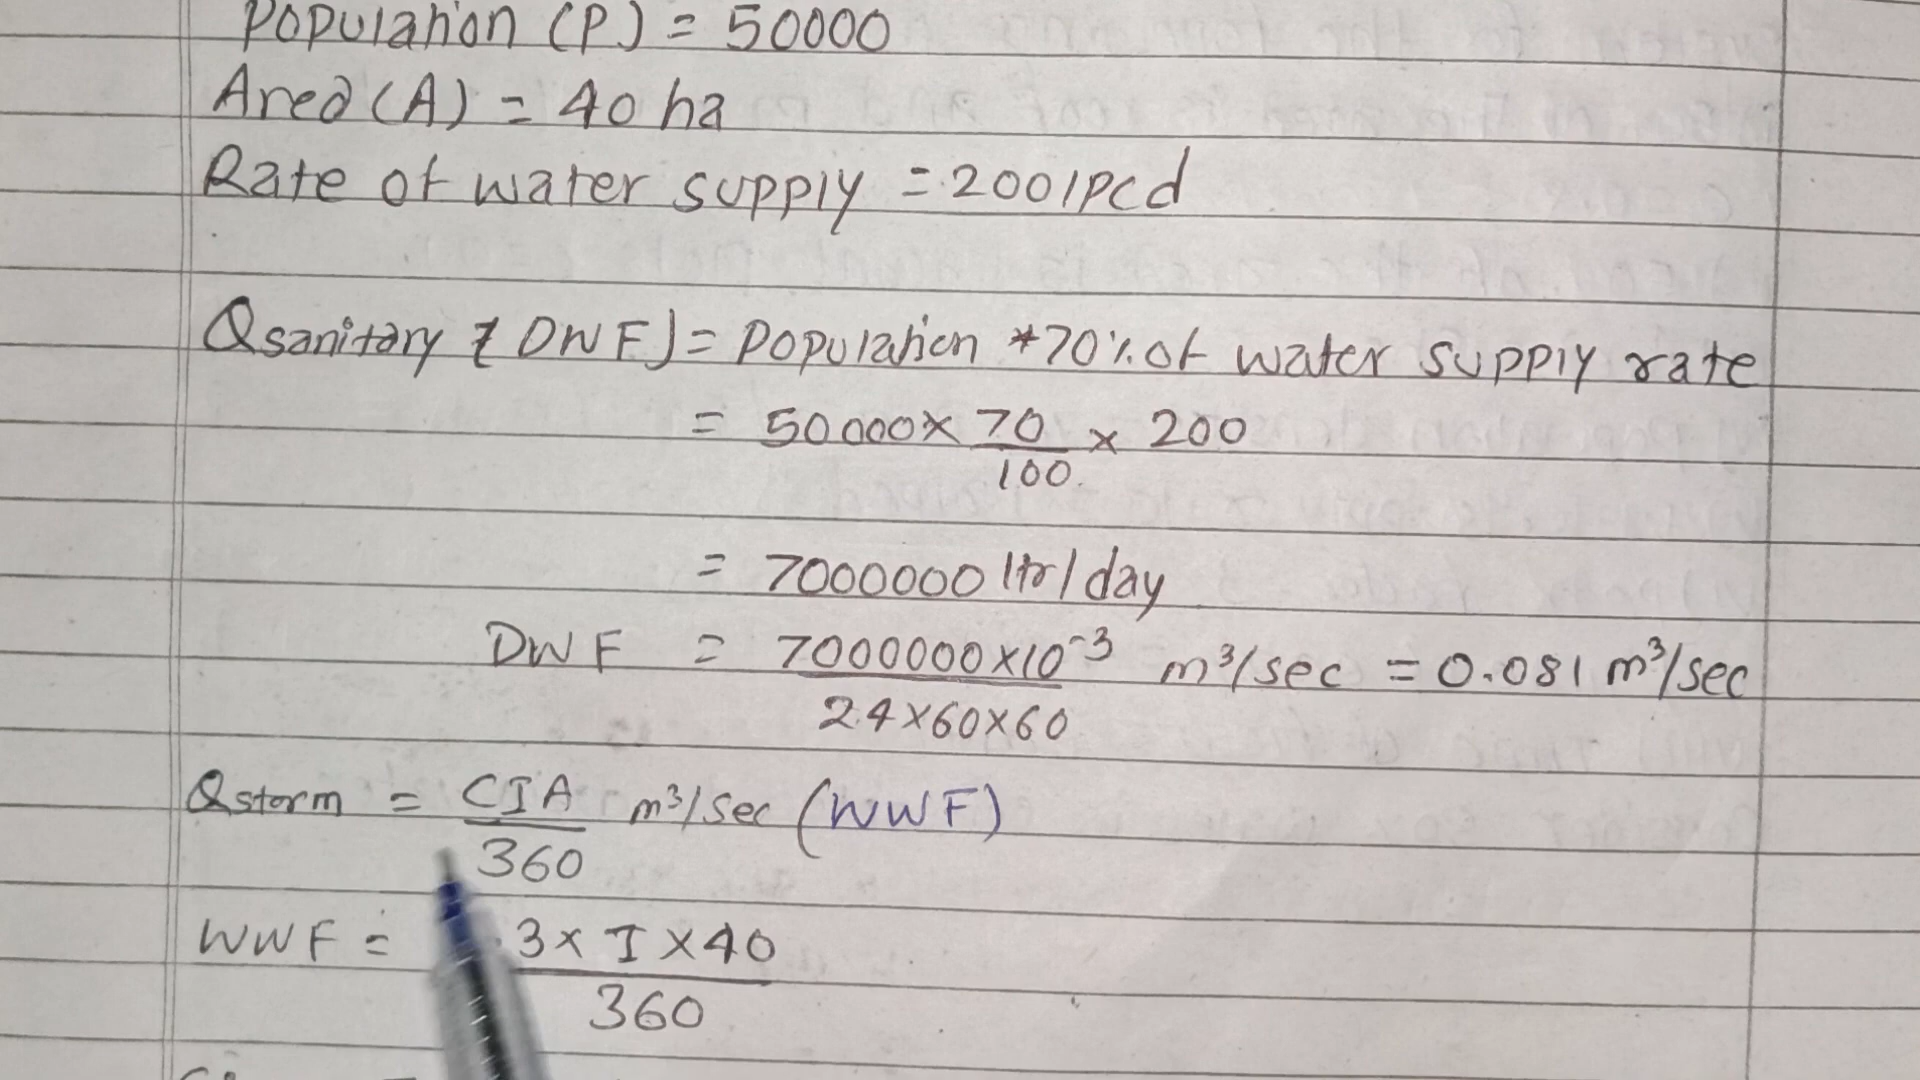 Population (P) = 50000
Area (A) = 40 ha
Rate of water supply = 200 lpcd
Qsanitary { DWF) = Population * 70% of water supply rate
= 50000 × 70/100 × 200
= 7000000 ltr/day
DWF = 7000000×10⁻³/24×60×60 m³/sec = 0.081 m³/sec
Qstorm = CIA/360 m³/sec (WWF)
WWF = .3 × I × 40/360